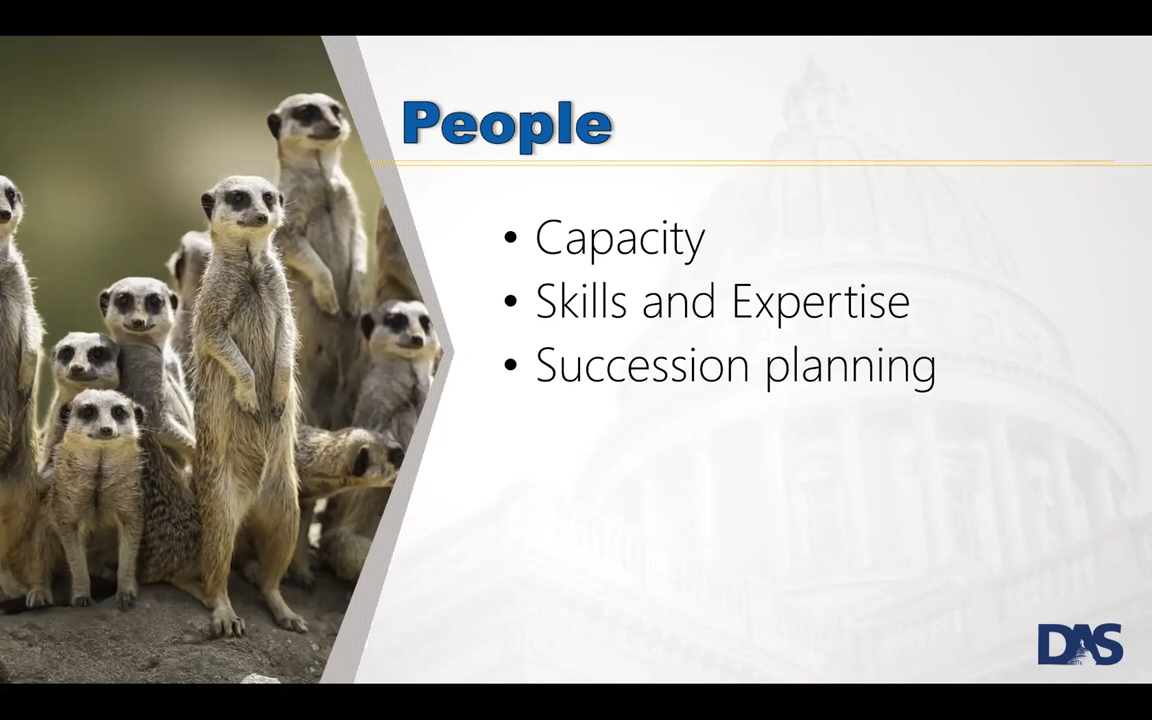 People
• Capacity
• Skills and Expertise
• Succession planning
DAS